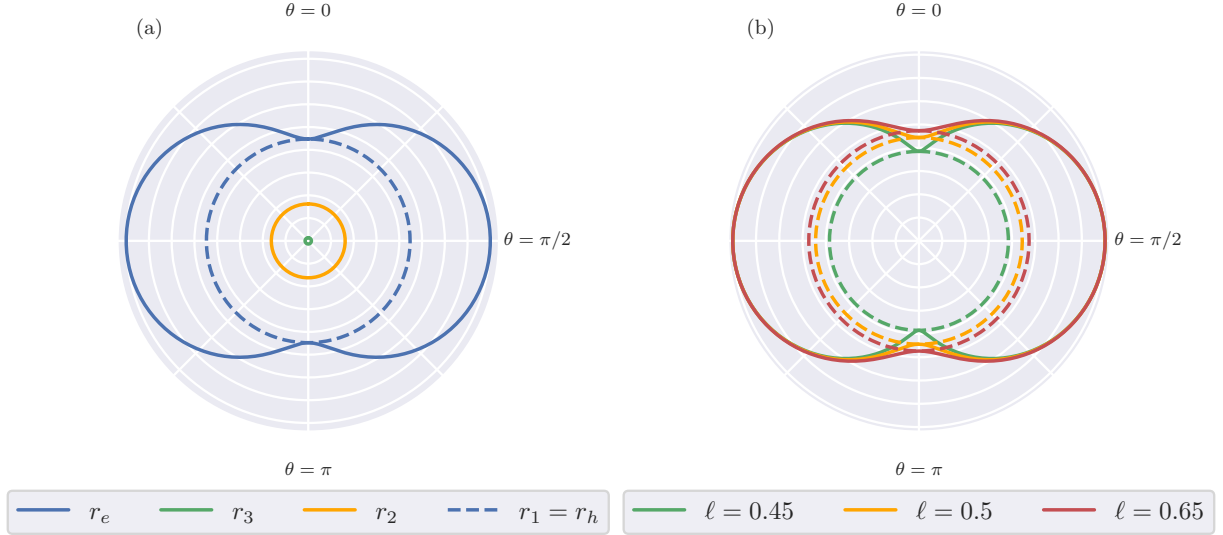 θ = 0
(a)
θ = π/2
θ = π
r_e
r_3
r_2
r_1 = r_h
θ = 0
(b)
θ = π/2
θ = π
ℓ = 0.45
ℓ = 0.5
ℓ = 0.65